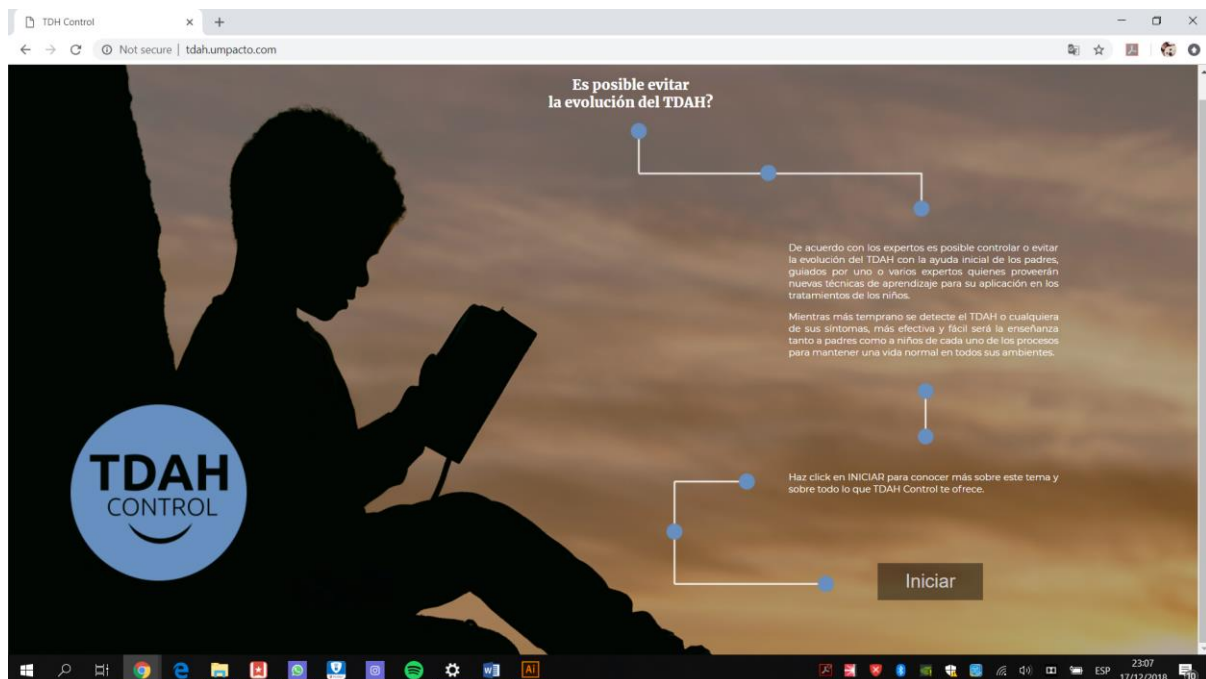 TDH Control
Not secure | tdah.umpacto.com
Es posible evitar
la evolución del TDAH?
De acuerdo con los expertos es posible controlar o evitar
la evolución del TDAH con la ayuda inicial de los padres,
guiados por uno o varios expertos quienes proveerán
nuevas técnicas de aprendizaje para su aplicación en los
tratamientos de los niños.
Mientras más temprano se detecte el TDAH o cualquiera
de sus síntomas, más efectiva y fácil será la enseñanza
tanto a padres como a niños de cada uno de los procesos
para mantener una vida normal en todos sus ambientes.
TDAH
CONTROL
Haz click en INICIAR para conocer más sobre este tema y
sobre todo lo que TDAH Control te ofrece.
Iniciar
Ai
ESP
23:07
17/12/2018